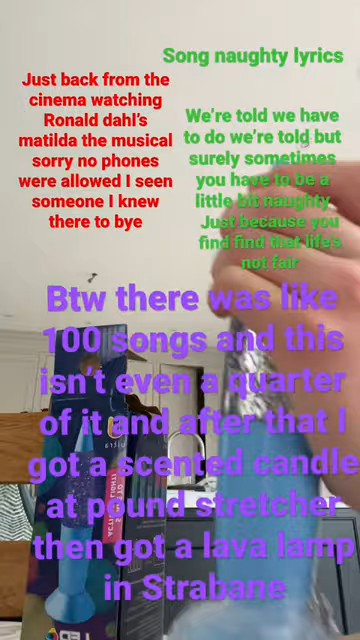 Song naughty lyrics
Just back from the
cinema watching
Ronald dahl's
matilda the musical
sorry no phones
were allowed I seen
someone I knew
there to bye
We're told we have
to do we're told but
surely sometimes
you have to be a
little bit naughty
Just because you
find find that life's
not fair
Btw there was like
100 songs and this
isn't even a quarter
of it and after that I
got a scented candle
at pound stretcher
then got a lava lamp
in Strabane
LED